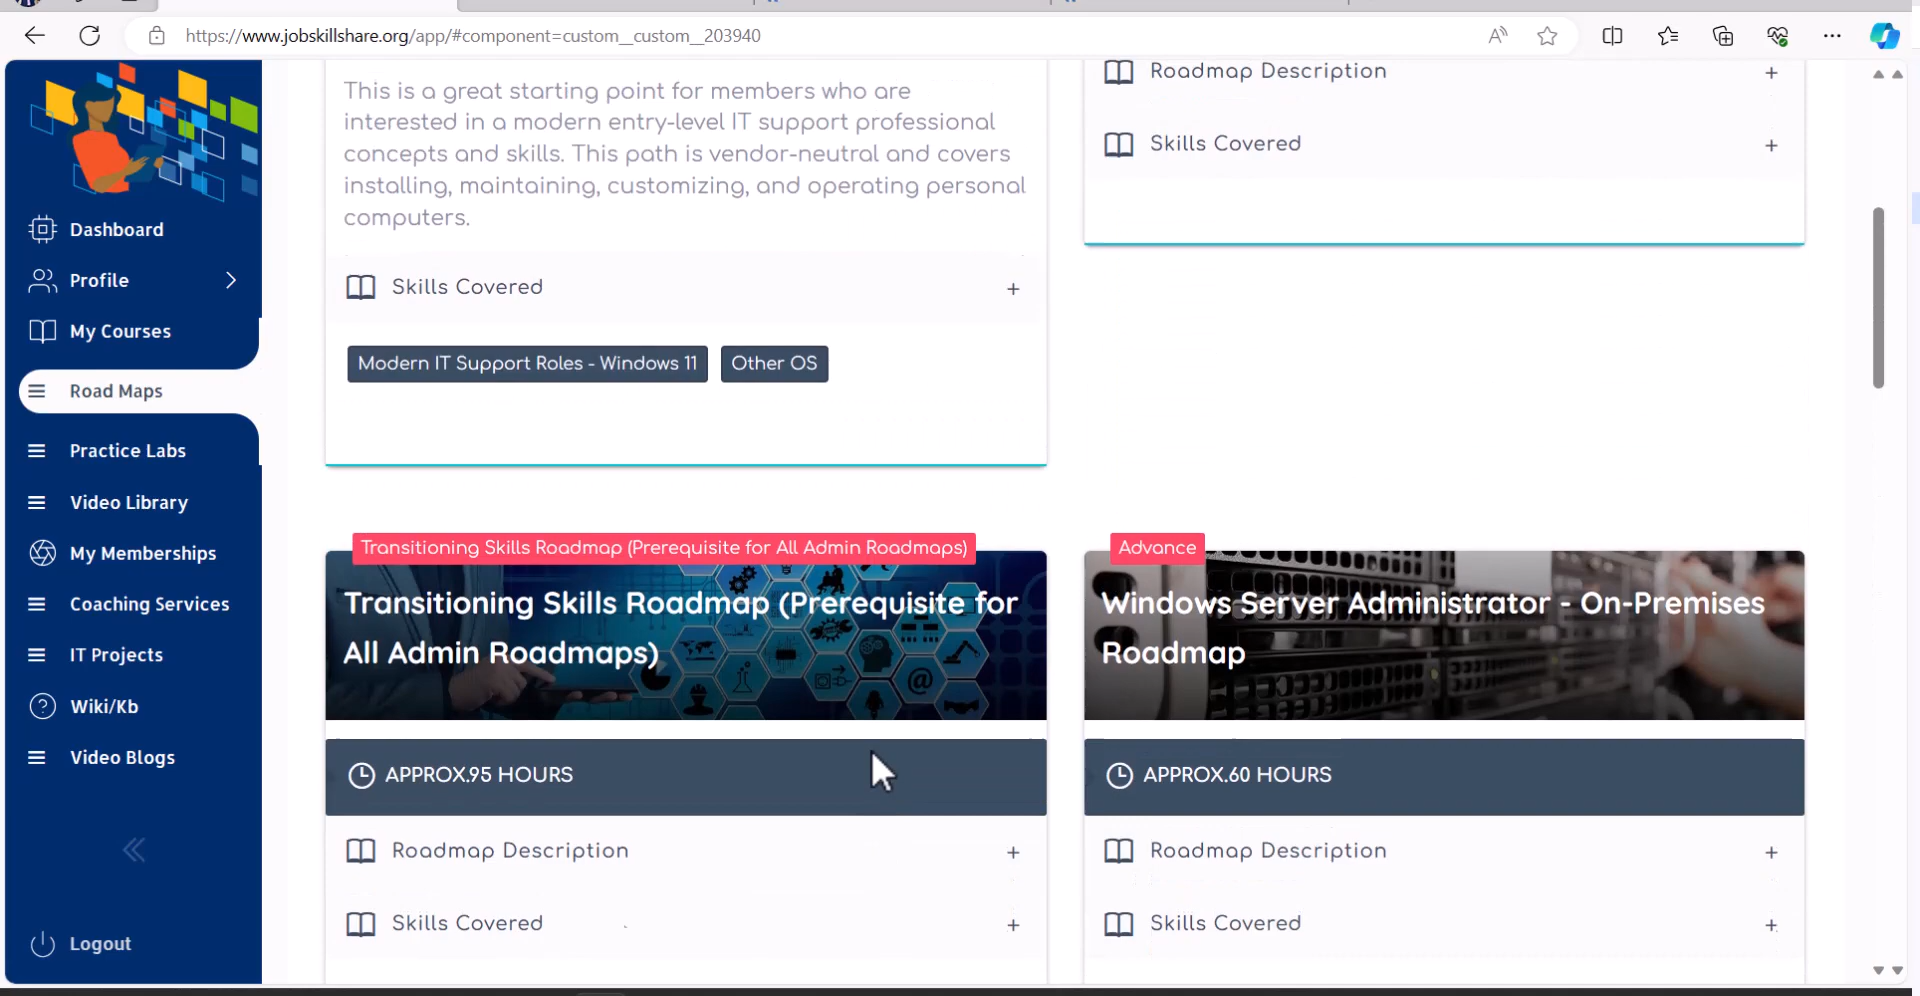 https://www.jobskillshare.org/app/#component=custom__custom__203940
Dashboard
Profile
My Courses
Road Maps
Practice Labs
Video Library
My Memberships
Coaching Services
IT Projects
Wiki/Kb
Video Blogs
Logout
This is a great starting point for members who are
interested in a modern entry-level IT support professional
concepts and skills. This path is vendor-neutral and covers
installing, maintaining, customizing, and operating personal
computers.
Skills Covered +
Modern IT Support Roles - Windows 11 Other OS
Roadmap Description +
Skills Covered +
Transitioning Skills Roadmap (Prerequisite for All Admin Roadmaps)
Transitioning Skills Roadmap (Prerequisite for
All Admin Roadmaps)
APPROX.95 HOURS
Roadmap Description +
Skills Covered +
Advance
Windows Server Administrator - On-Premises
Roadmap
APPROX.60 HOURS
Roadmap Description +
Skills Covered +